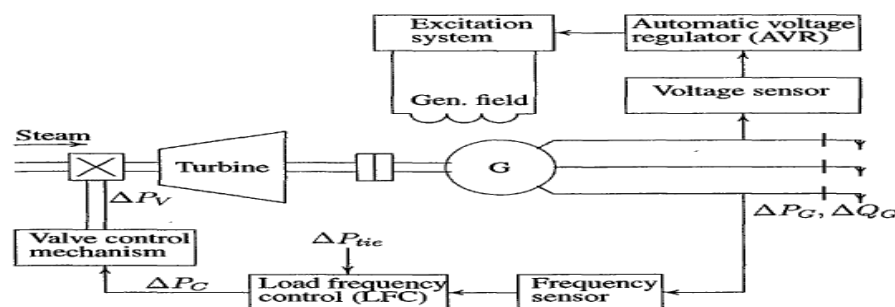 Excitation
system
Automatic voltage
regulator (AVR)
Gen. field
Voltage sensor
Steam
Turbine
G
ΔP_V
ΔP_G, ΔQ_G
Valve control
mechanism
ΔP_tie
ΔP_C
Load frequency
control (LFC)
Frequency
sensor